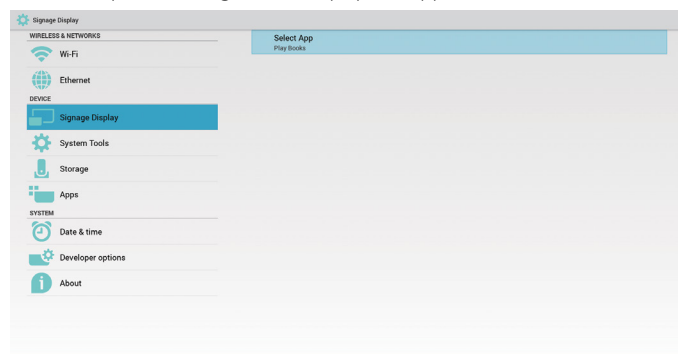 Signage Display
WIRELESS & NETWORKS
Wi-Fi
Ethernet
DEVICE
Signage Display
System Tools
Storage
Apps
SYSTEM
Date & time
Developer options
About
Select App
Play Books